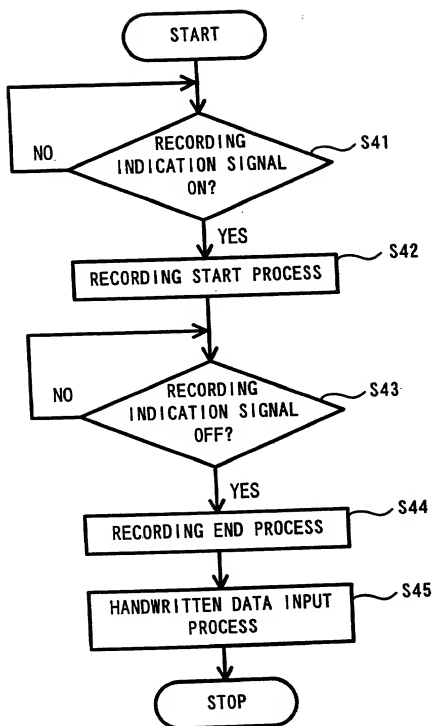 START
RECORDING
INDICATION SIGNAL
ON?
S41
NO
YES
RECORDING START PROCESS
S42
RECORDING
INDICATION SIGNAL
OFF?
S43
NO
YES
RECORDING END PROCESS
S44
HANDWRITTEN DATA INPUT
PROCESS
S45
STOP